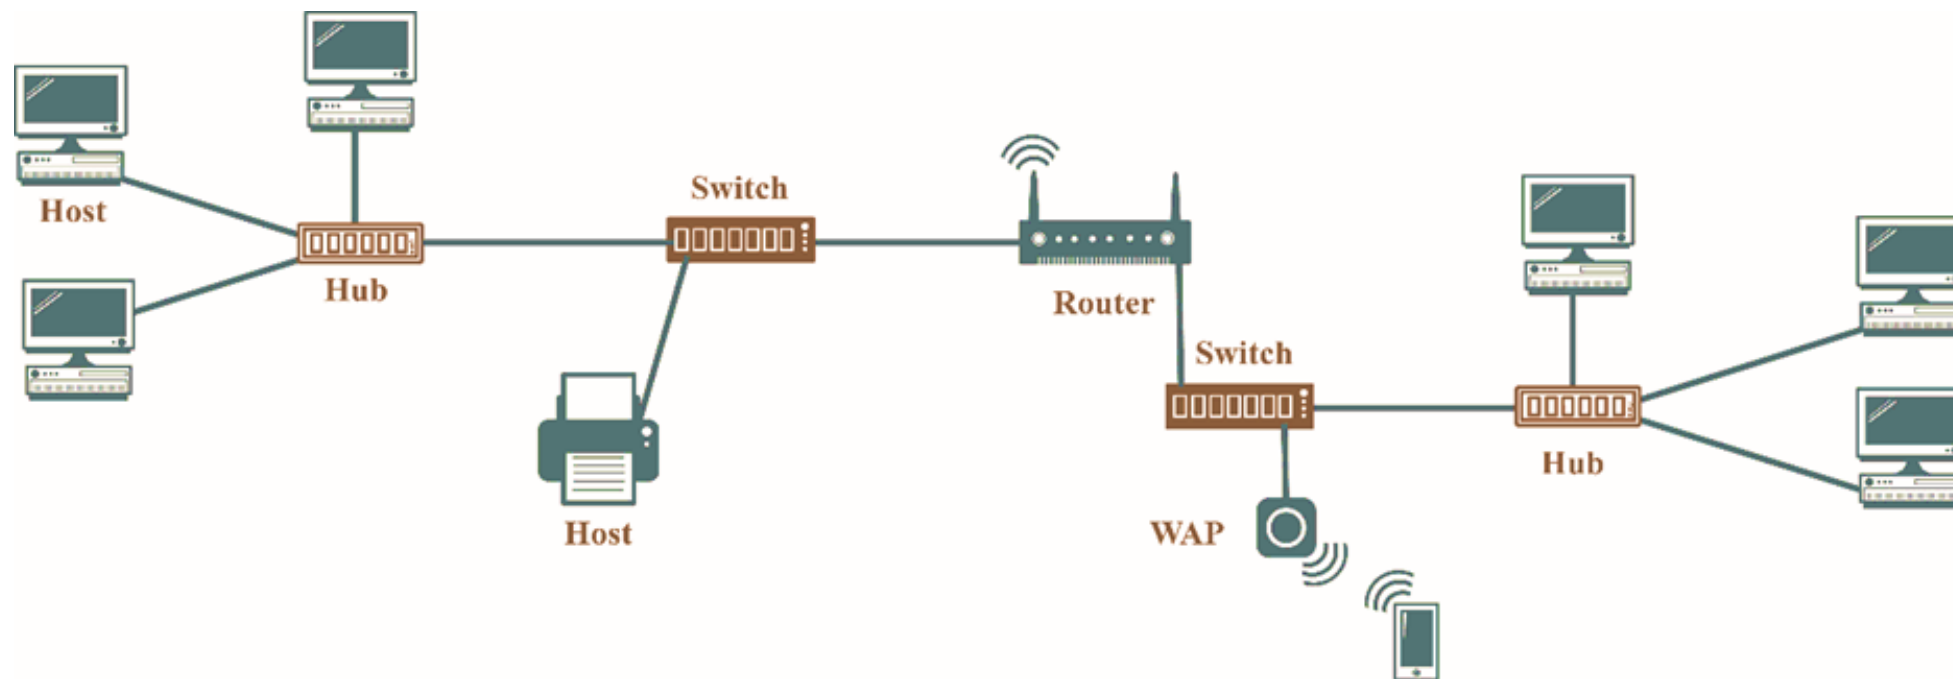 Host
Hub
Switch
Host
Router
Switch
WAP
Hub